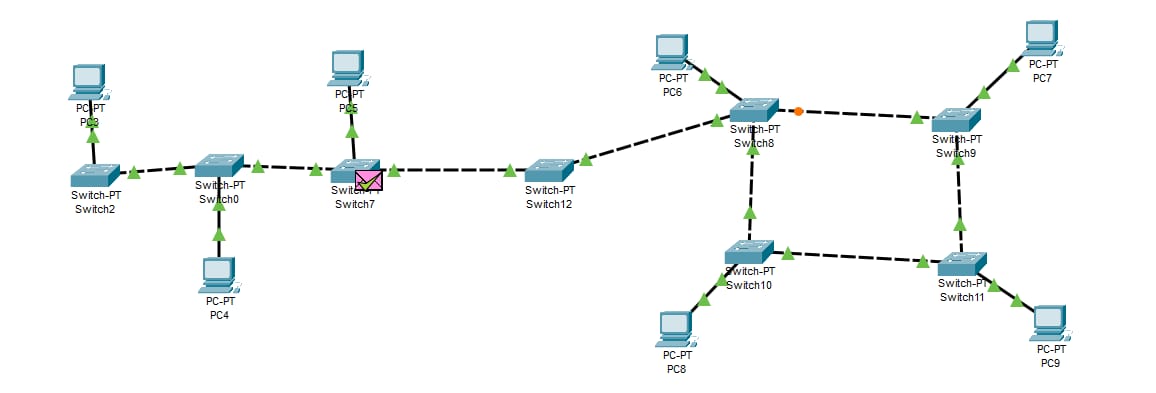 PC-PT
PC3
Switch-PT
Switch2
Switch-PT
Switch0
PC-PT
PC4
PC-PT
PC5
Switch-PT
Switch7
Switch-PT
Switch12
PC-PT
PC6
Switch-PT
Switch8
PC-PT
PC7
Switch-PT
Switch9
Switch-PT
Switch10
PC-PT
PC8
Switch-PT
Switch11
PC-PT
PC9